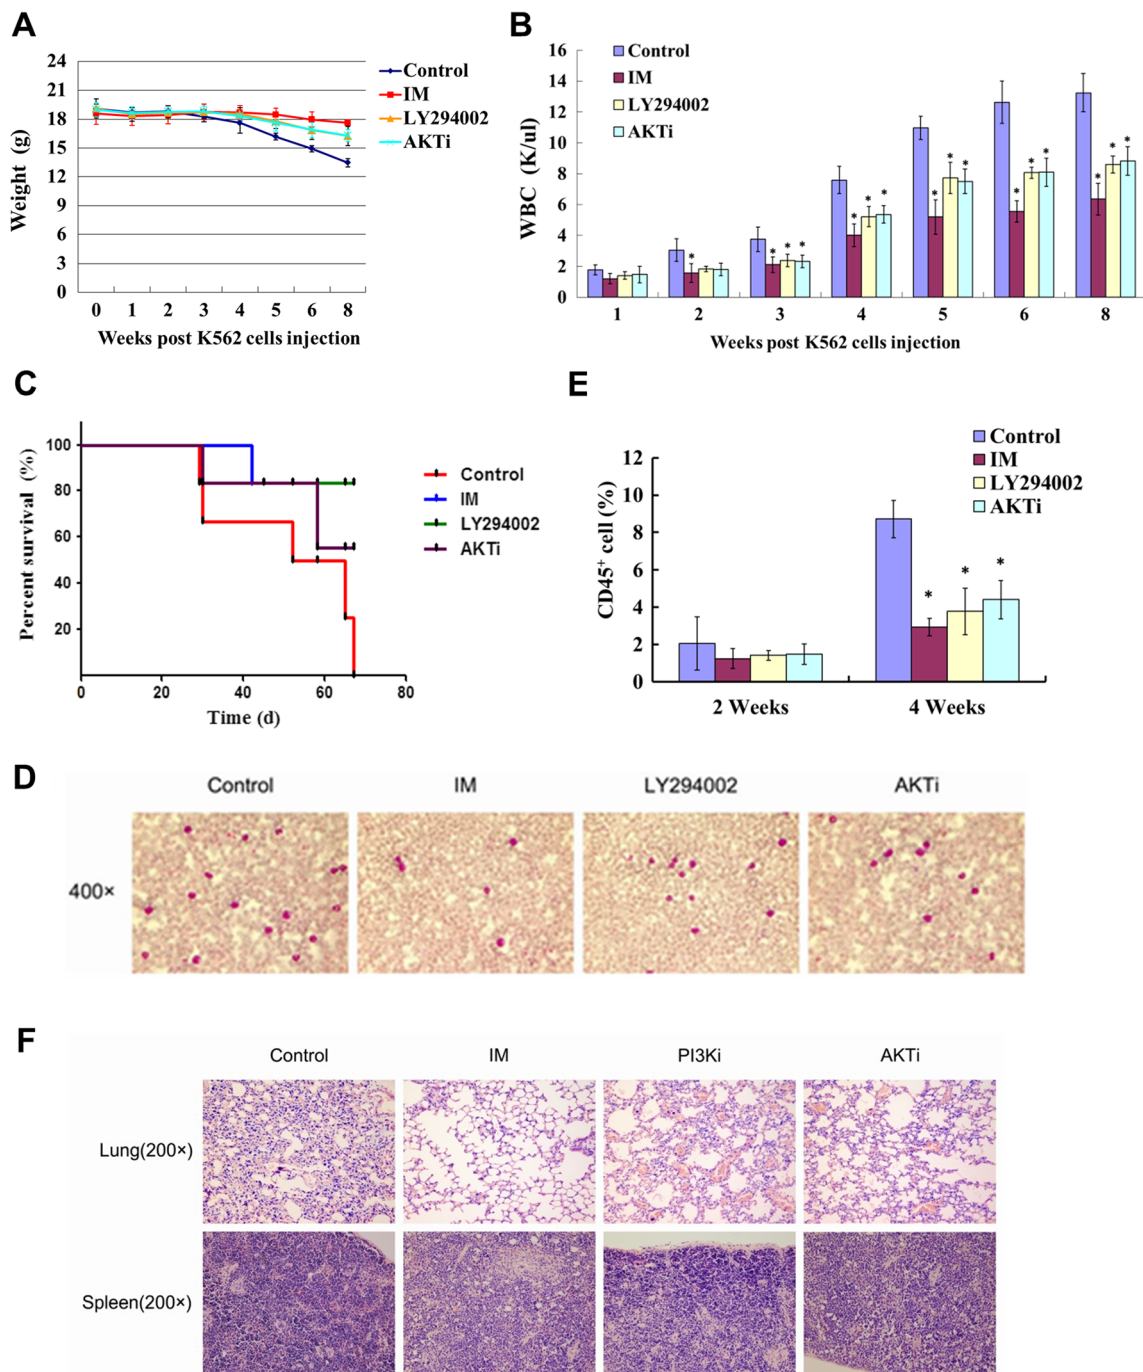 A
24
21
18
15
12
9
6
3
0
Weight (g)
0 1 2 3 4 5 6 8
Weeks post K562 cells injection
Control
IM
LY294002
AKTi
B
16
14
12
10
8
6
4
2
0
WBC (K/ul)
Control
IM
LY294002
AKTi
*
* * *
* * *
* * *
* * *
* * *
1 2 3 4 5 6 8
Weeks post K562 cells injection
C
100
80
60
40
20
Percent survival (%)
0 20 40 60 80
Time (d)
Control
IM
LY294002
AKTi
E
12
10
8
6
4
2
0
CD45+ cell (%)
Control
IM
LY294002
AKTi
* * *
2 Weeks 4 Weeks
D
Control IM LY294002 AKTi
400×
F
Control IM PI3Ki AKTi
Lung(200×)
Spleen(200×)